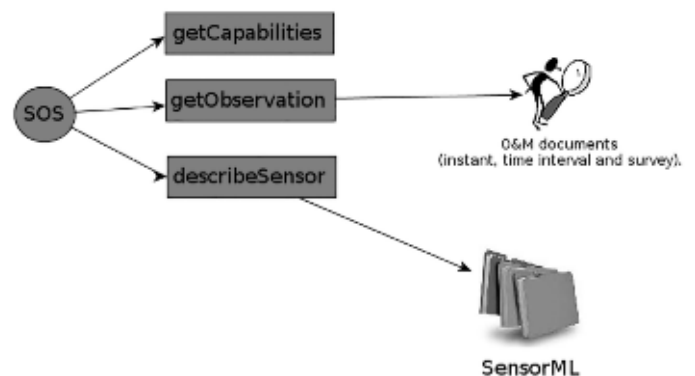 getCapabilities
SOS
getObservation
O&M documents
(instant, time interval and survey).
describeSensor
SensorML